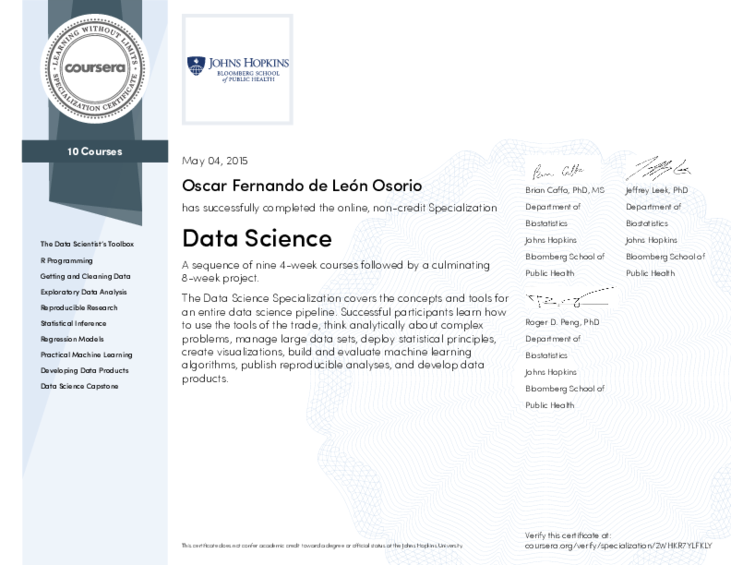 LEARNING WITHOUT LIMITS
coursera
SPECIALIZATION CERTIFICATE
JOHNS HOPKINS
BLOOMBERG SCHOOL
of PUBLIC HEALTH
10 Courses
The Data Scientist's Toolbox
R Programming
Getting and Cleaning Data
Exploratory Data Analysis
Reproducible Research
Statistical Inference
Regression Models
Practical Machine Learning
Developing Data Products
Data Science Capstone
May 04, 2015
Oscar Fernando de León Osorio
has successfully completed the online, non-credit Specialization
Data Science
A sequence of nine 4-week courses followed by a culminating
8-week project.
The Data Science Specialization covers the concepts and tools for
an entire data science pipeline. Successful participants learn how
to use the tools of the trade, think analytically about complex
problems, manage large data sets, deploy statistical principles,
create visualizations, build and evaluate machine learning
algorithms, publish reproducible analyses, and develop data
products.
Brian Caffo, PhD, MS
Department of
Biostatistics
Johns Hopkins
Bloomberg School of
Public Health
Jeffrey Leek, PhD
Department of
Biostatistics
Johns Hopkins
Bloomberg School of
Public Health
Roger D. Peng, PhD
Department of
Biostatistics
Johns Hopkins
Bloomberg School of
Public Health
This certificate does not confer academic credit toward a degree or official status at the Johns Hopkins University.
Verify this certificate at:
coursera.org/verify/specialization/2WHKR7YLFKLY